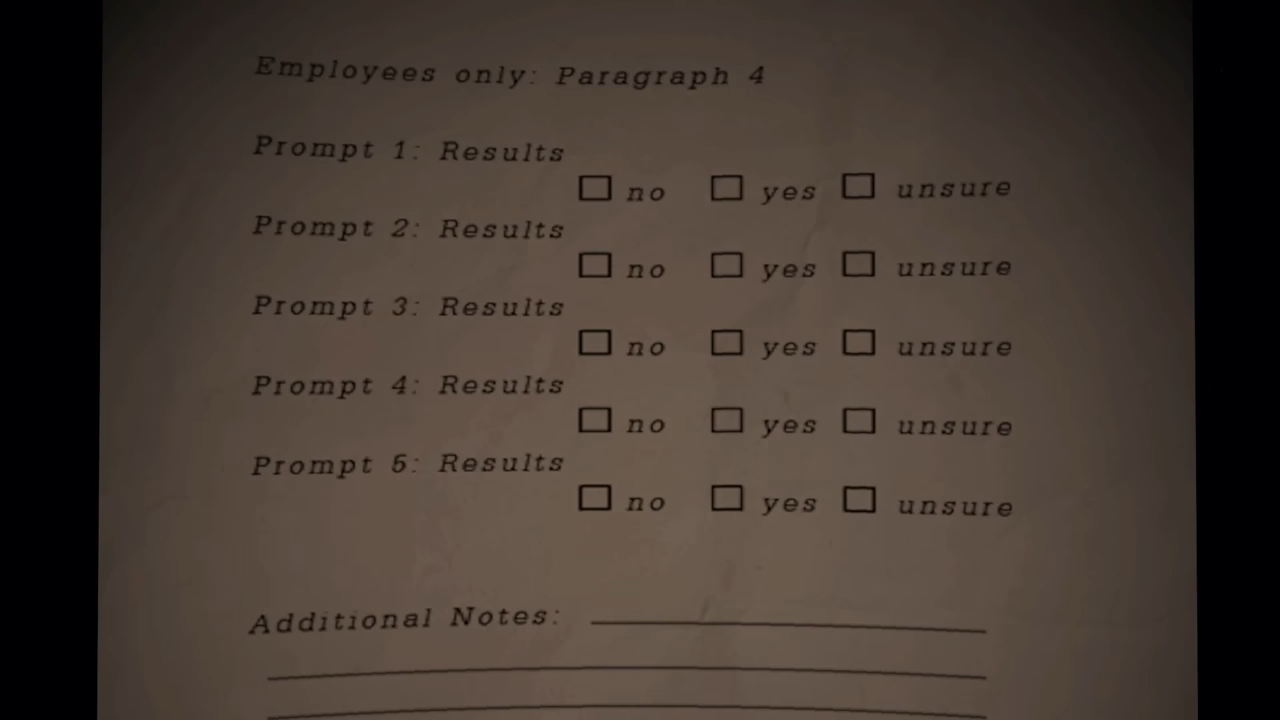 Employees only: Paragraph 4
Prompt 1: Results
no yes unsure
Prompt 2: Results
no yes unsure
Prompt 3: Results
no yes unsure
Prompt 4: Results
no yes unsure
Prompt 5: Results
no yes unsure
Additional Notes: